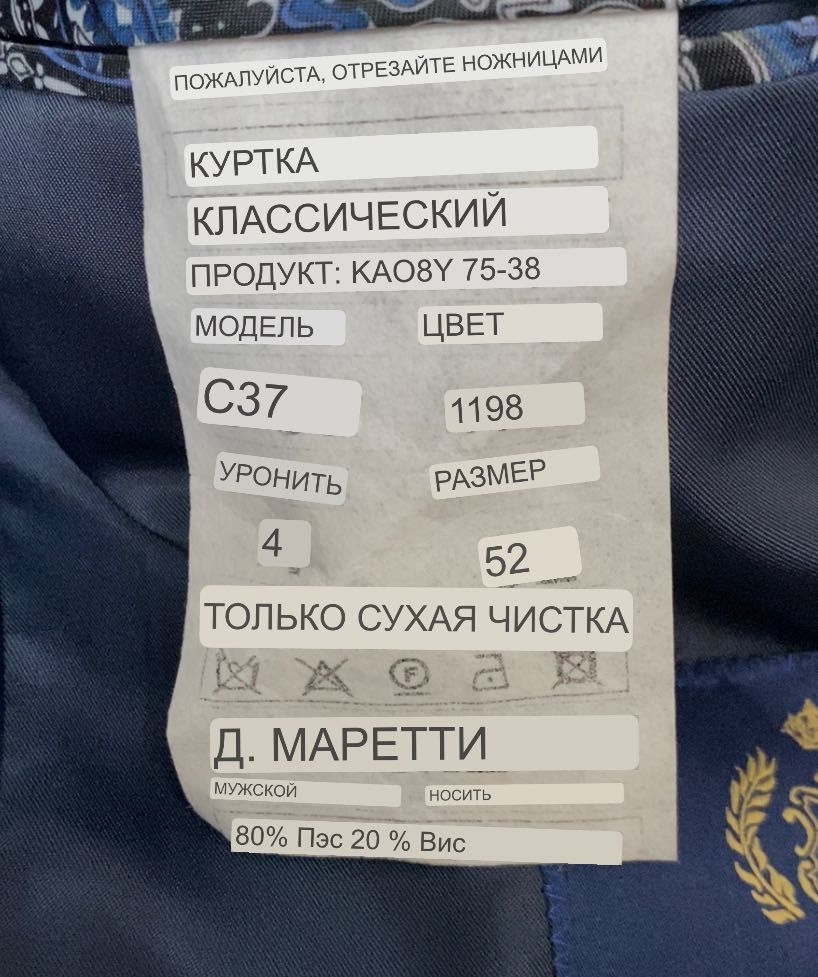 ПОЖАЛУЙСТА, ОТРЕЗАЙТЕ НОЖНИЦАМИ
КУРТКА
КЛАССИЧЕСКИЙ
ПРОДУКТ: KAO8Y 75-38
МОДЕЛЬ ЦВЕТ
C37 1198
УРОНИТЬ РАЗМЕР
4 52
ТОЛЬКО СУХАЯ ЧИСТКА
F
Д. МАРЕТТИ
МУЖСКОЙ НОСИТЬ
80% Пэс 20 % Вис